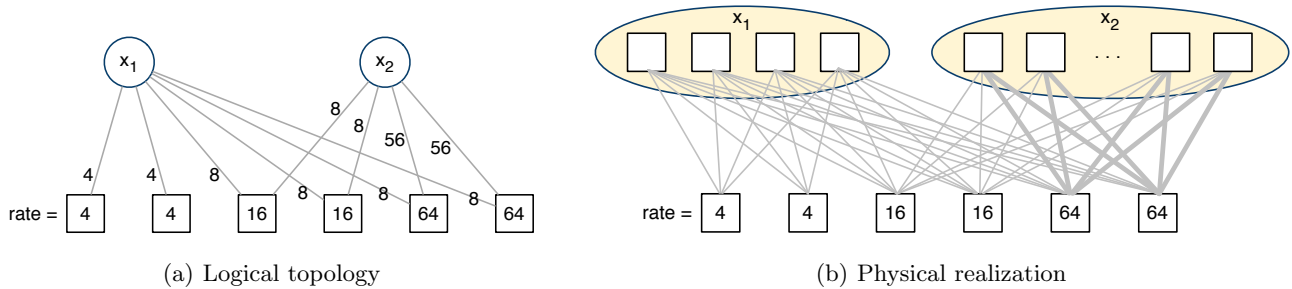 x1 x2
8
8
56 56
4 4 8 8 8 8
rate = 4 4 16 16 64 64
(a) Logical topology
x1 x2
. . .
rate = 4 4 16 16 64 64
(b) Physical realization